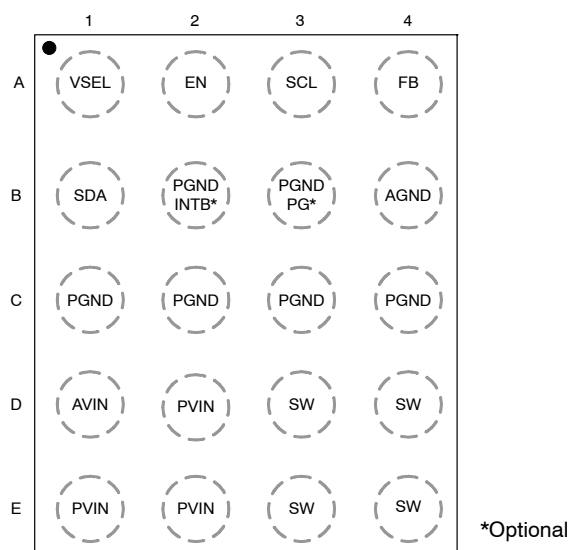 1 2 3 4
A VSEL EN SCL FB
B SDA PGND INTB* PGND PG* AGND
C PGND PGND PGND PGND
D AVIN PVIN SW SW
E PVIN PVIN SW SW
*Optional